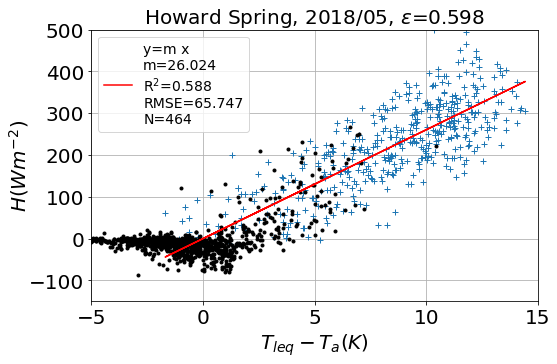 Howard Spring, 2018/05, ε=0.598
y=m x
m=26.024
R²=0.588
RMSE=65.747
N=464
500
400
300
200
100
0
−100
H(Wm⁻²)
−5
0
5
10
15
T_leq − T_a(K)